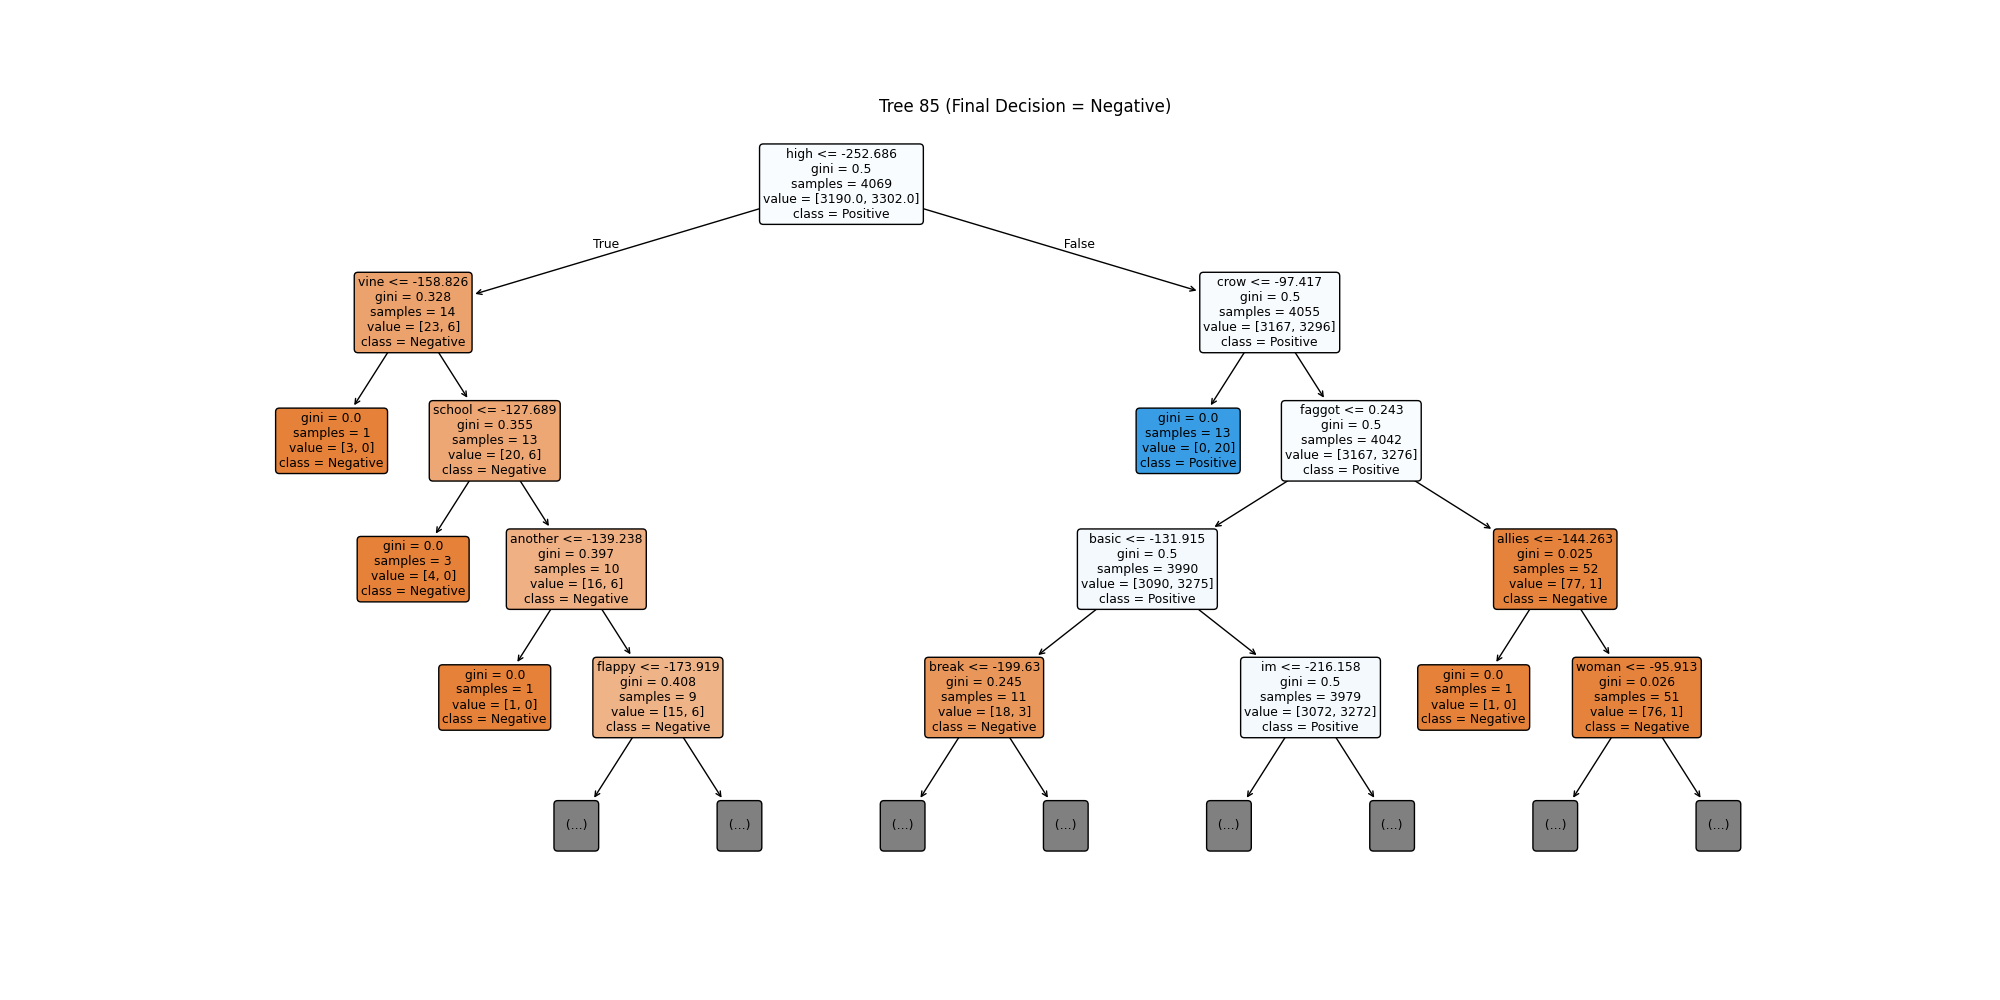 Tree 85 (Final Decision = Negative)
high <= -252.686
gini = 0.5
samples = 4069
value = [3190.0, 3302.0]
class = Positive
True
False
vine <= -158.826
gini = 0.328
samples = 14
value = [23, 6]
class = Negative
crow <= -97.417
gini = 0.5
samples = 4055
value = [3167, 3296]
class = Positive
gini = 0.0
samples = 1
value = [3, 0]
class = Negative
school <= -127.689
gini = 0.355
samples = 13
value = [20, 6]
class = Negative
gini = 0.0
samples = 13
value = [0, 20]
class = Positive
faggot <= 0.243
gini = 0.5
samples = 4042
value = [3167, 3276]
class = Positive
gini = 0.0
samples = 3
value = [4, 0]
class = Negative
another <= -139.238
gini = 0.397
samples = 10
value = [16, 6]
class = Negative
basic <= -131.915
gini = 0.5
samples = 3990
value = [3090, 3275]
class = Positive
allies <= -144.263
gini = 0.025
samples = 52
value = [77, 1]
class = Negative
gini = 0.0
samples = 1
value = [1, 0]
class = Negative
flappy <= -173.919
gini = 0.408
samples = 9
value = [15, 6]
class = Negative
break <= -199.63
gini = 0.245
samples = 11
value = [18, 3]
class = Negative
im <= -216.158
gini = 0.5
samples = 3979
value = [3072, 3272]
class = Positive
gini = 0.0
samples = 1
value = [1, 0]
class = Negative
woman <= -95.913
gini = 0.026
samples = 51
value = [76, 1]
class = Negative
(...)
(...)
(...)
(...)
(...)
(...)
(...)
(...)